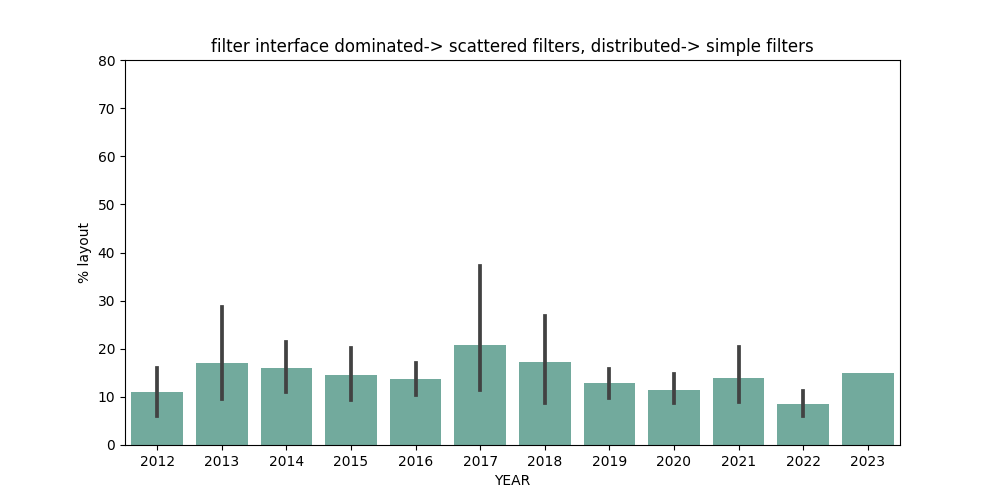 filter interface dominated-> scattered filters, distributed-> simple filters
80
70
60
50
40
30
20
10
0
% layout
2012 2013 2014 2015 2016 2017 2018 2019 2020 2021 2022 2023
YEAR